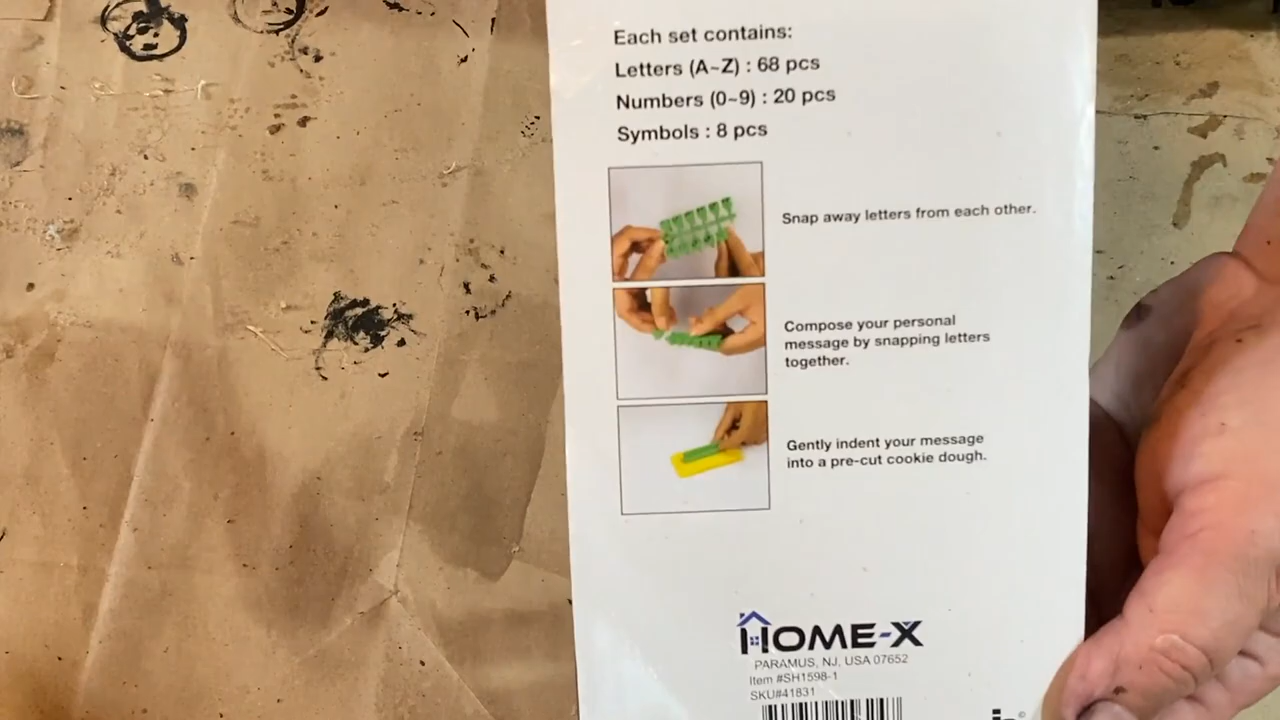 Each set contains:
Letters (A~Z) : 68 pcs
Numbers (0~9) : 20 pcs
Symbols : 8 pcs
Snap away letters from each other.
Compose your personal
message by snapping letters
together.
Gently indent your message
into a pre-cut cookie dough.
HOME-X
PARAMUS, NJ, USA 07652
Item #SH1598-1
SKU#41831